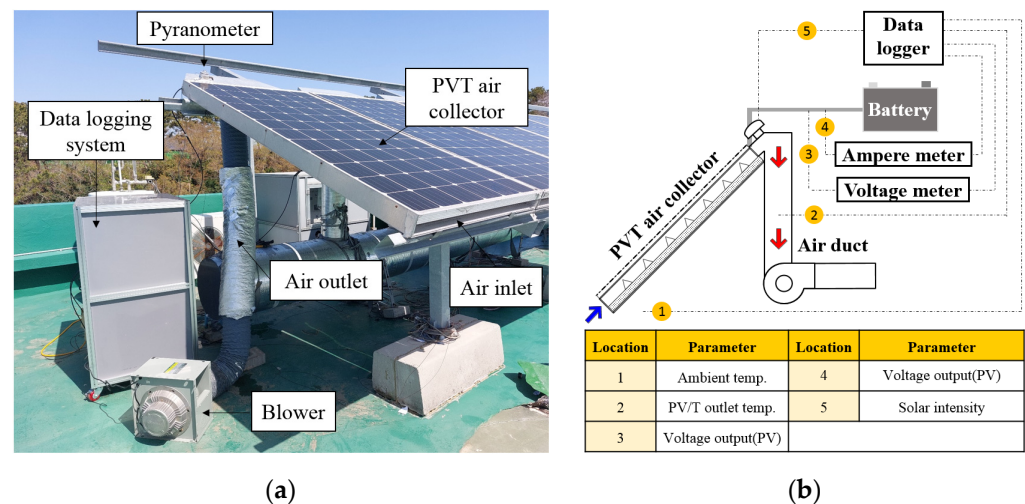 Pyranometer
PVT air
collector
Data logging
system
Air outlet
Air inlet
Blower
(a)
5
Data
logger
Battery
4
Ampere meter
3
Voltage meter
PVT air collector
2
Air duct
1
Location Parameter Location Parameter
1 Ambient temp. 4 Voltage output(PV)
2 PV/T outlet temp. 5 Solar intensity
3 Voltage output(PV)
(b)